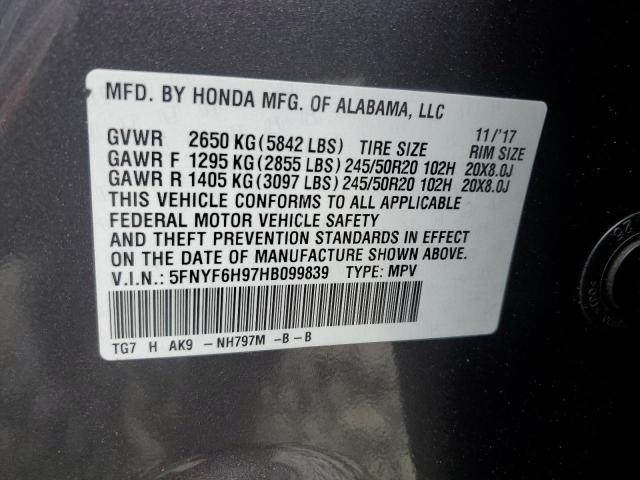 MFD. BY HONDA MFG. OF ALABAMA, LLC
11/'17
GVWR 2650 KG (5842 LBS) TIRE SIZE RIM SIZE
GAWR F 1295 KG (2855 LBS) 245/50R20 102H 20X8.0J
GAWR R 1405 KG (3097 LBS) 245/50R20 102H 20X8.0J
THIS VEHICLE CONFORMS TO ALL APPLICABLE
FEDERAL MOTOR VEHICLE SAFETY
AND THEFT PREVENTION STANDARDS IN EFFECT
ON THE DATE OF MANUFACTURE SHOWN ABOVE.
V.I.N.: 5FNYF6H97HB099839 TYPE: MPV
TG7 H AK9 -NH797M -B-B